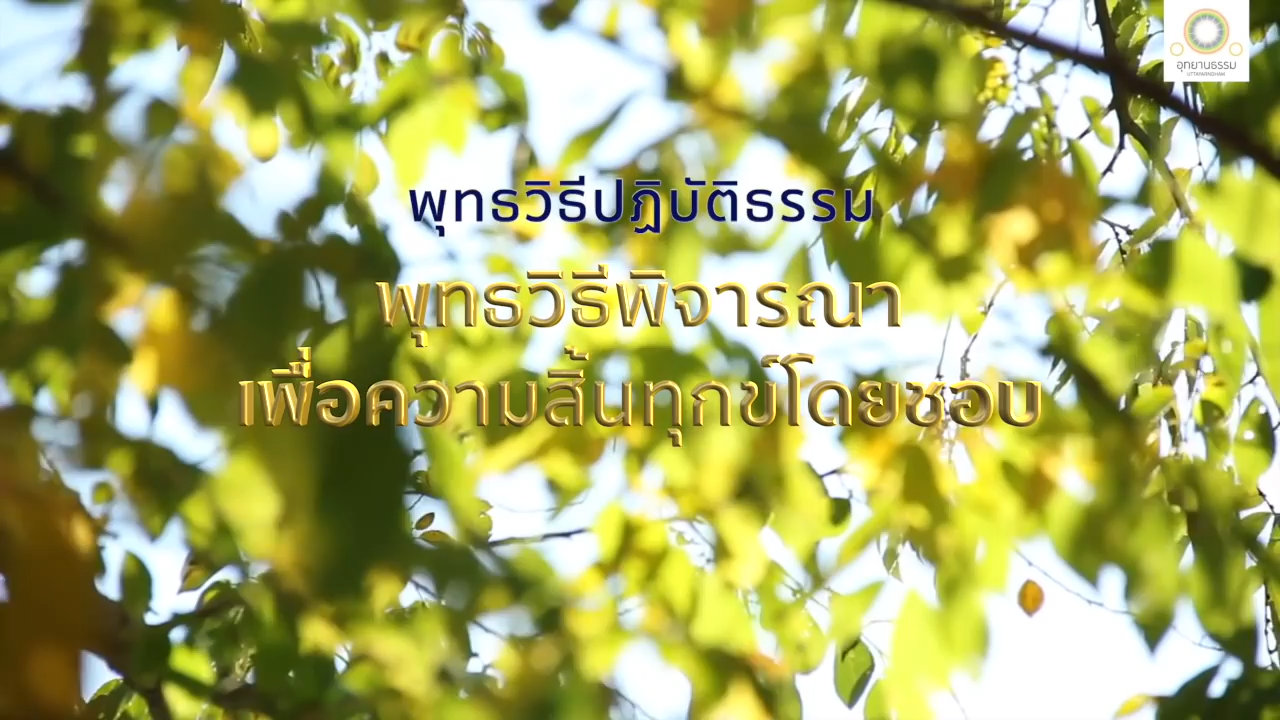 อุทยานธรรม
UTTAYARNDHAM
พุทธวิธีปฏิบัติธรรม
พุทธวิธีพิจารณา
เพื่อความสิ้นทุกข์โดยชอบ